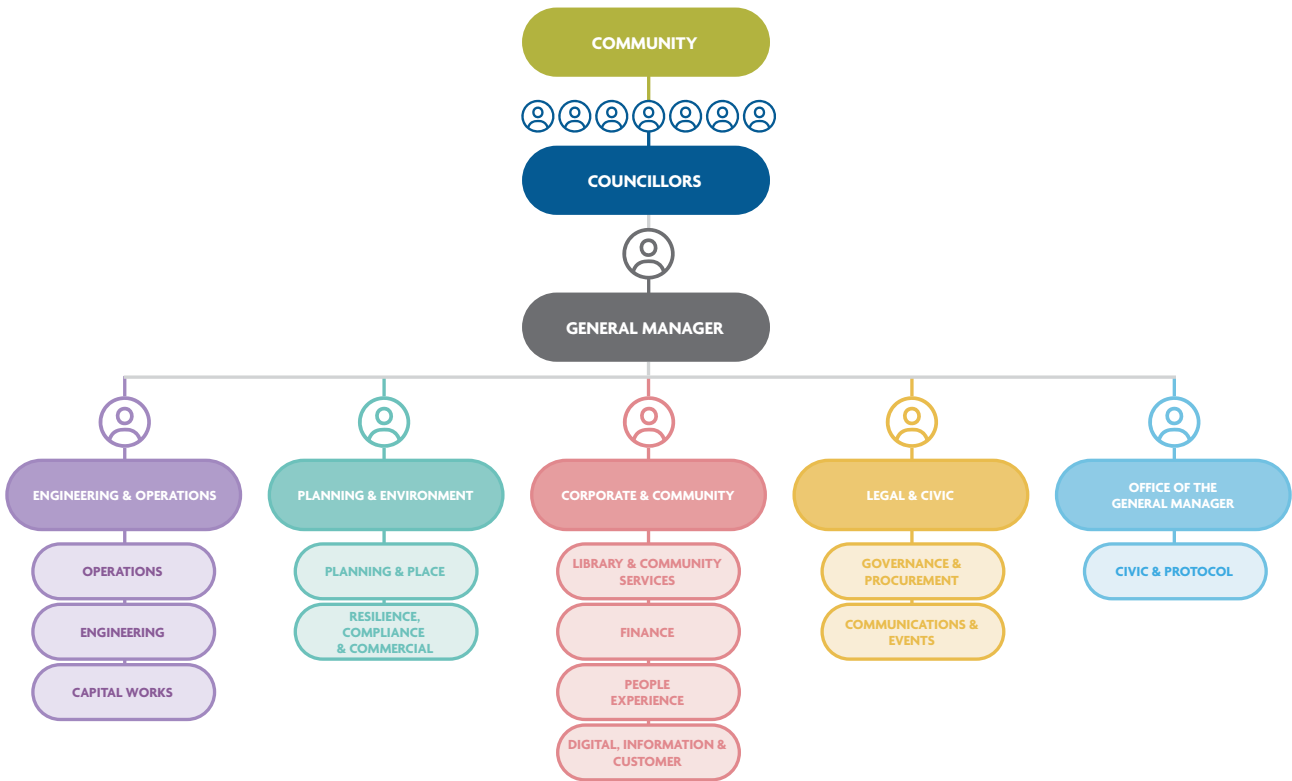 COMMUNITY
COUNCILLORS
GENERAL MANAGER
ENGINEERING & OPERATIONS
OPERATIONS
ENGINEERING
CAPITAL WORKS
PLANNING & ENVIRONMENT
PLANNING & PLACE
RESILIENCE,
COMPLIANCE
& COMMERCIAL
CORPORATE & COMMUNITY
LIBRARY & COMMUNITY
SERVICES
FINANCE
PEOPLE
EXPERIENCE
DIGITAL, INFORMATION &
CUSTOMER
LEGAL & CIVIC
GOVERNANCE &
PROCUREMENT
COMMUNICATIONS &
EVENTS
OFFICE OF THE
GENERAL MANAGER
CIVIC & PROTOCOL